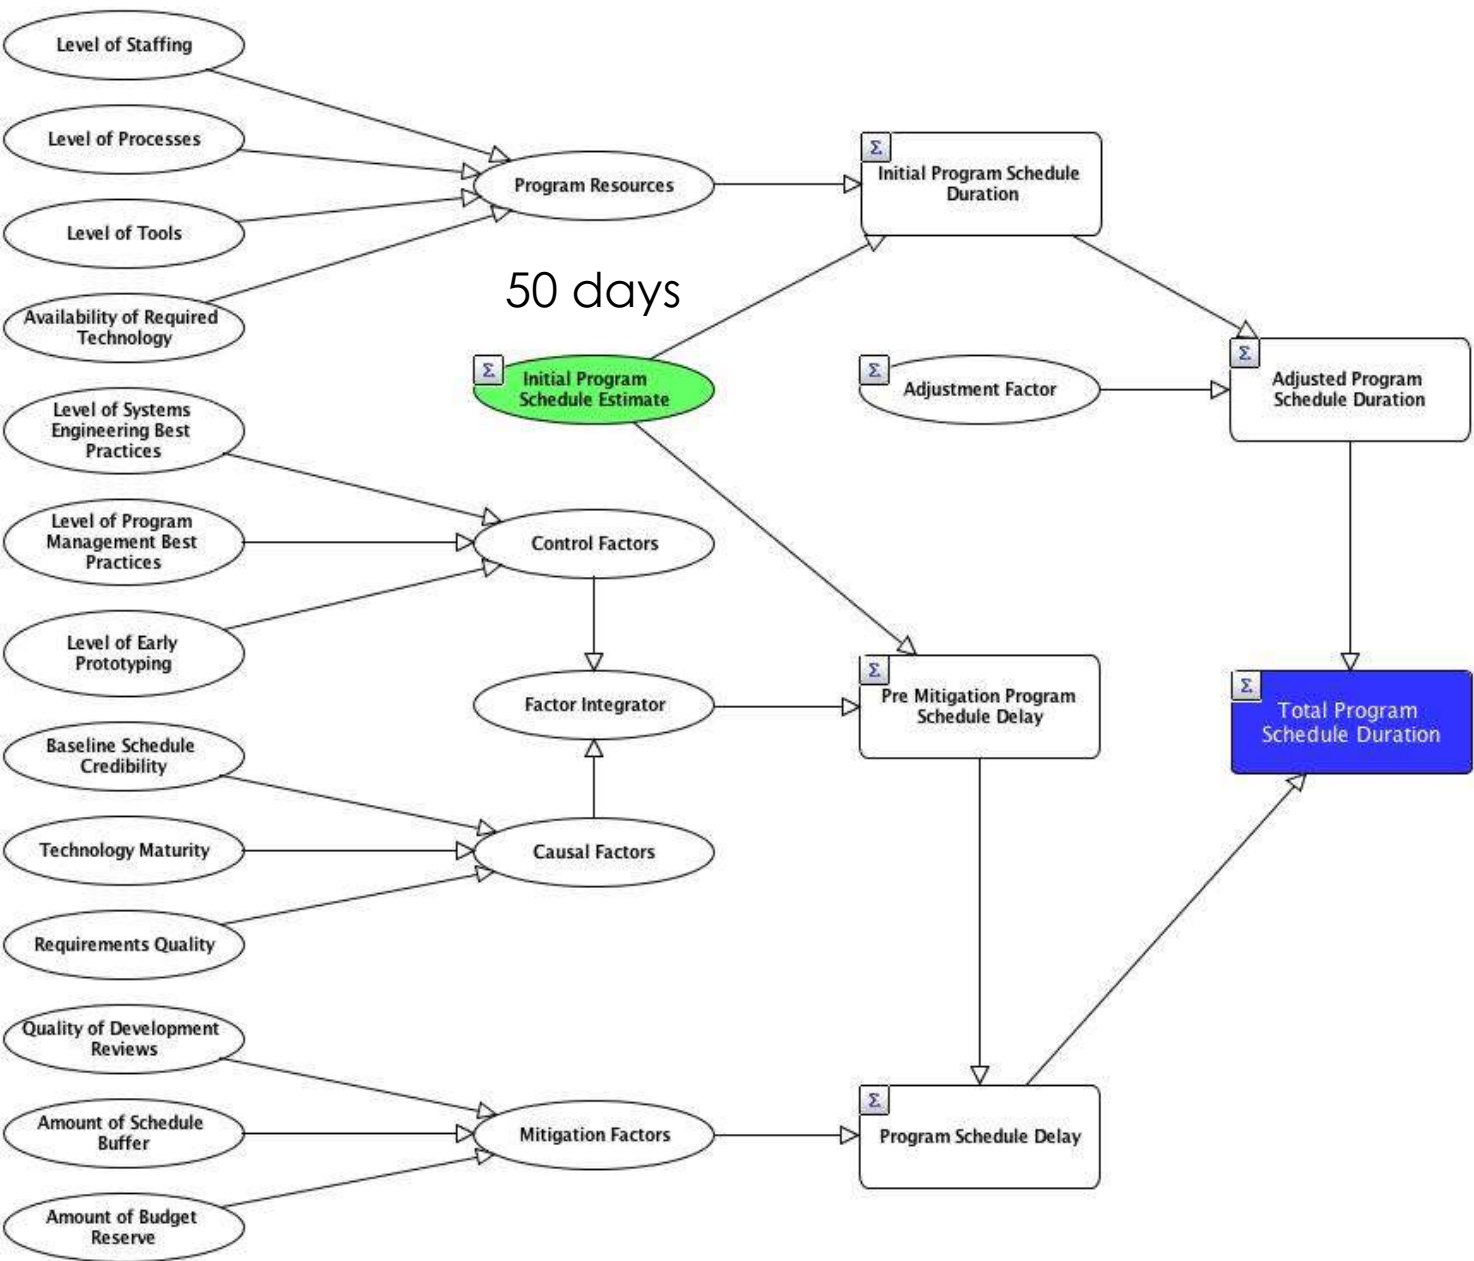 Level of Staffing
Level of Processes
Level of Tools
Availability of Required
Technology
Program Resources
Σ
Initial Program Schedule
Duration
50 days
Σ
Initial Program
Schedule Estimate
Σ
Adjustment Factor
Σ
Adjusted Program
Schedule Duration
Level of Systems
Engineering Best
Practices
Level of Program
Management Best
Practices
Level of Early
Prototyping
Control Factors
Factor Integrator
Σ
Pre Mitigation Program
Schedule Delay
Σ
Total Program
Schedule Duration
Baseline Schedule
Credibility
Technology Maturity
Requirements Quality
Causal Factors
Quality of Development
Reviews
Amount of Schedule
Buffer
Amount of Budget
Reserve
Mitigation Factors
Σ
Program Schedule Delay